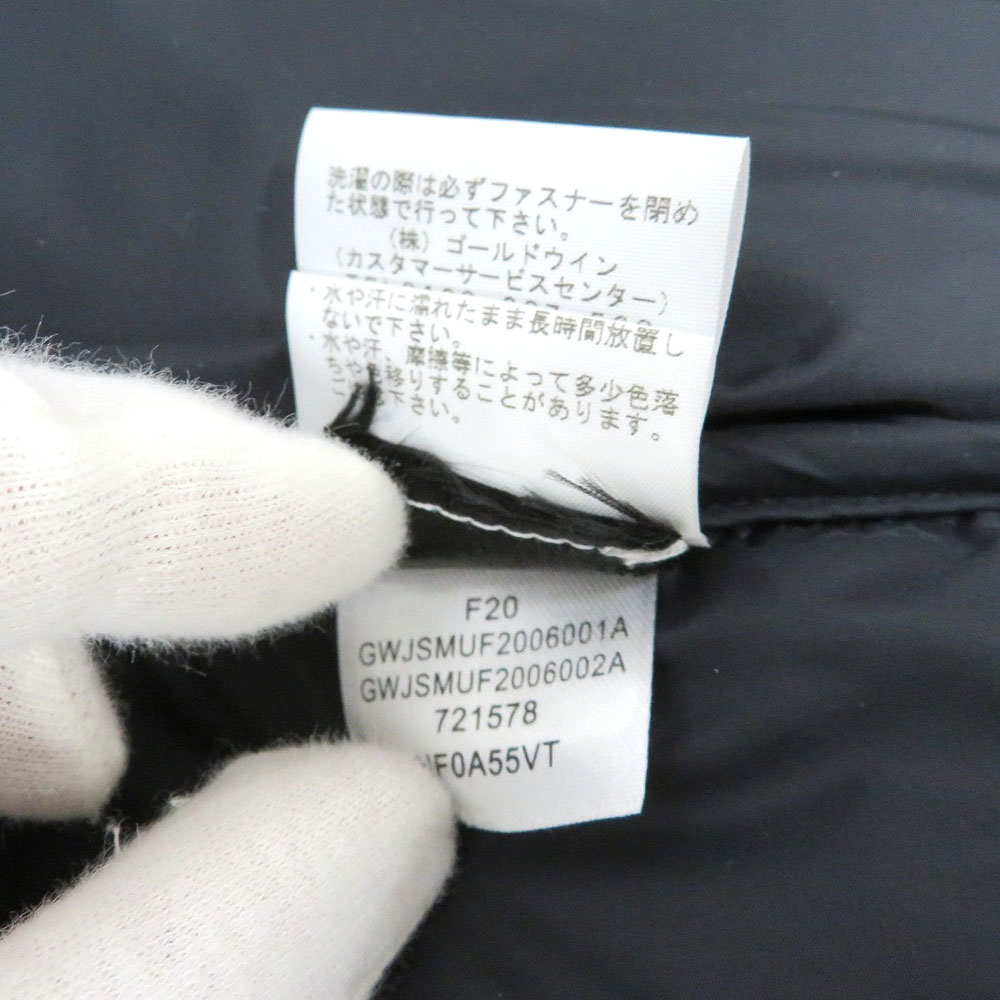 洗濯の際は必ずファスナーを閉め
た状態で行って下さい。
(株)ゴールドウイン
(カスタマーサービスセンター)
・水や汗に濡れたまま長時間放置し
ないで下さい。
・水や汗、摩擦等によって多少色落
ちや色移りすることがあります。
下さい。
F20
GWJSMUF2006001A
GWJSMUF2006002A
721578
F0A55VT